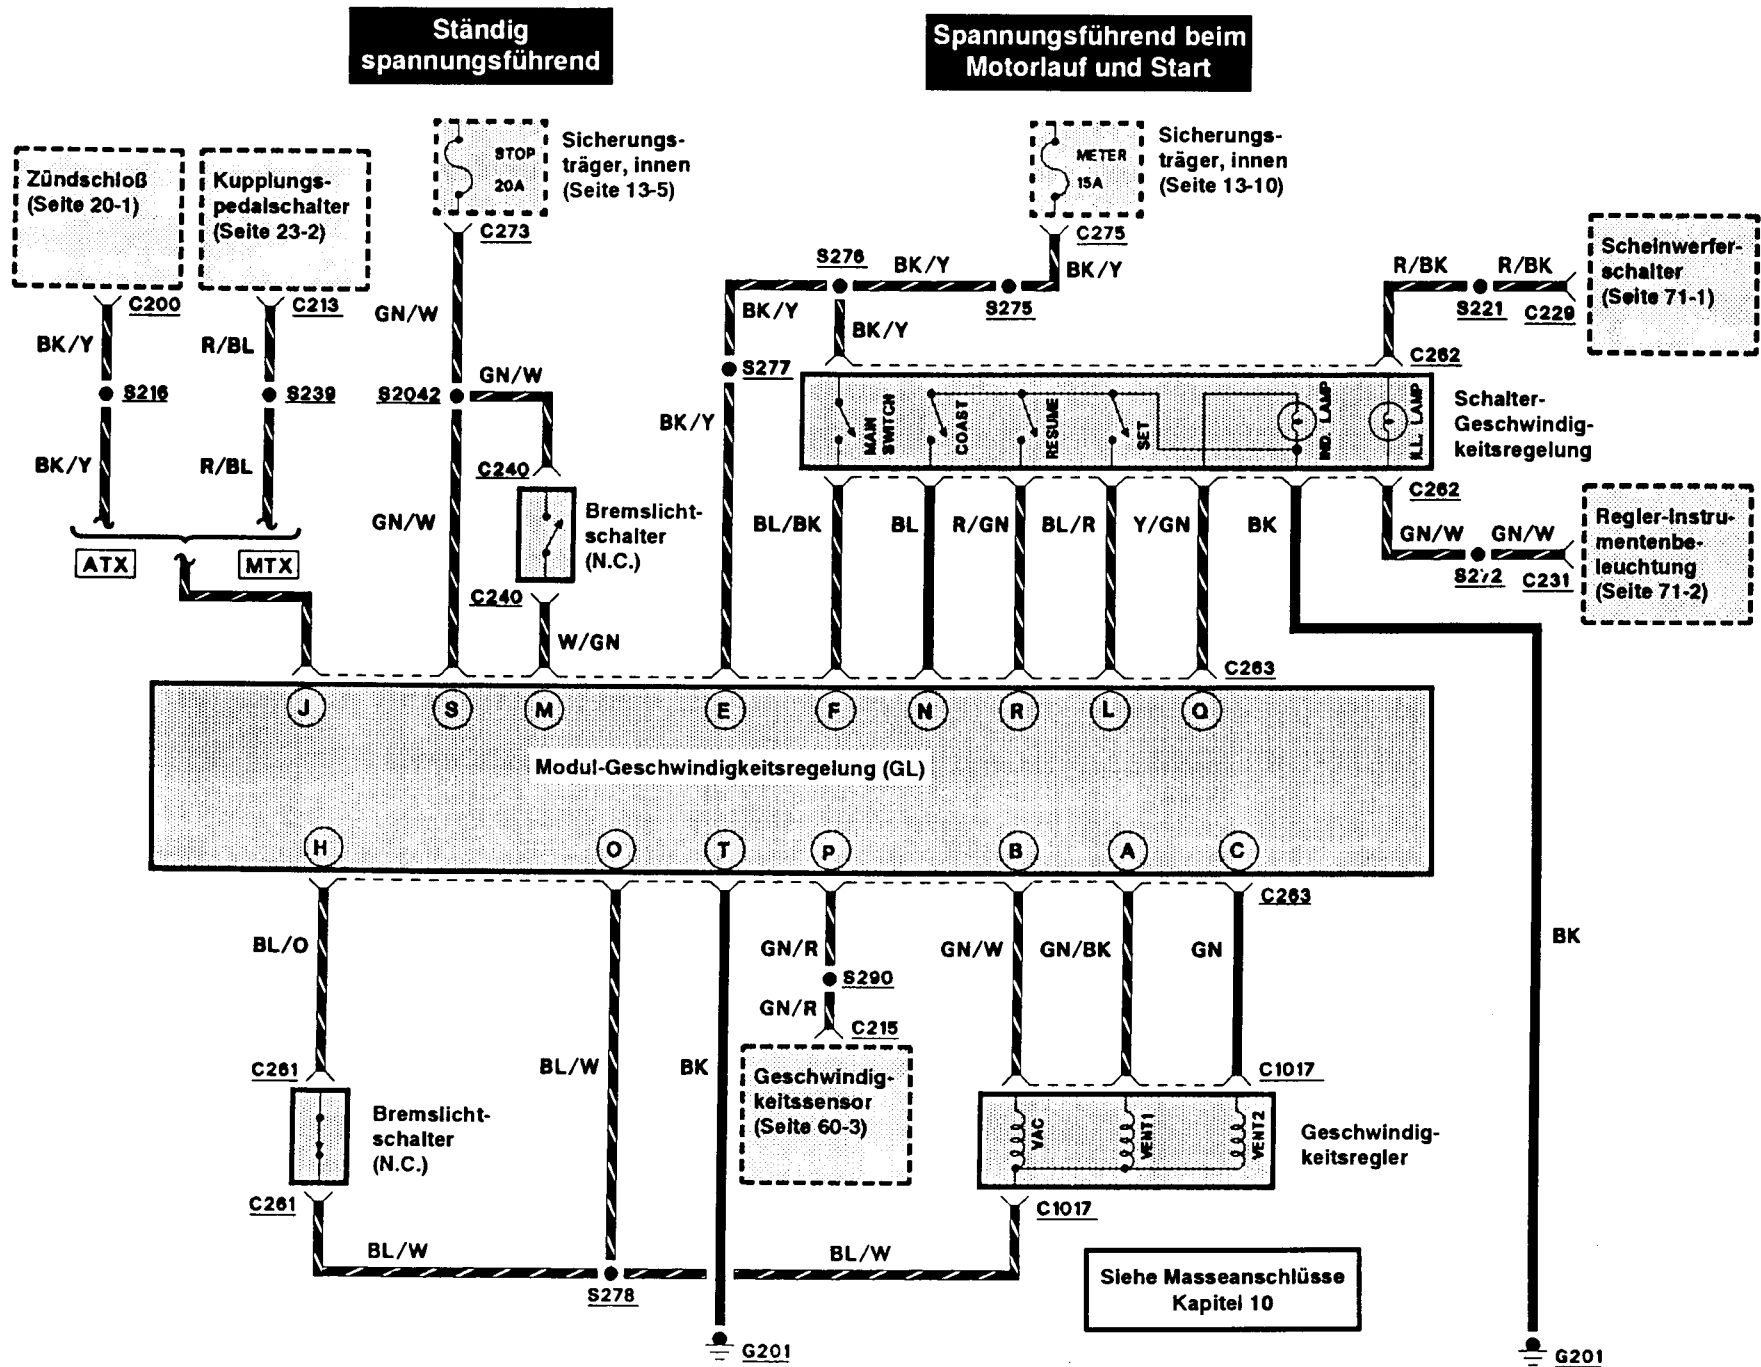 Ständig
spannungsführend
Spannungsführend beim
Motorlauf und Start
Zündschloß
(Seite 20-1)
Kupplungs-
pedalschalter
(Seite 23-2)
STOP
20A
Sicherungs-
träger, innen
(Seite 13-5)
METER
15A
Sicherungs-
träger, innen
(Seite 13-10)
Scheinwerfer-
schalter
(Seite 71-1)
C200
C213
C273
C275
S276
BK/Y
BK/Y
S275
R/BK
R/BK
S221
C229
BK/Y
R/BL
GN/W
BK/Y
BK/Y
S216
S239
S2042
GN/W
S277
C262
BK/Y
R/BL
GN/W
BK/Y
MAIN
SWITCH
COAST
RESUME
SET
IND. LAMP
ILL. LAMP
Schalter-
Geschwindig-
keitsregelung
C240
Bremslicht-
schalter
(N.C.)
C240
W/GN
ATX
MTX
BL/BK
BL
R/GN
BL/R
Y/GN
BK
C262
GN/W
GN/W
C231
Regler-Instru-
mentenbe-
leuchtung
(Seite 71-2)
C263
J
S
M
E
F
N
R
L
Q
Modul-Geschwindigkeitsregelung (GL)
H
O
T
P
B
A
C
C263
BL/O
GN/R
S290
GN/R
C215
GN/W
GN/BK
GN
BK
C261
Bremslicht-
schalter
(N.C.)
C261
BL/W
BK
Geschwindig-
keitssensor
(Seite 60-3)
C1017
VAC
VENT1
VENT2
Geschwindig-
keitsregler
C1017
BL/W
S278
BL/W
Siehe Masseanschlüsse
Kapitel 10
G201
G201